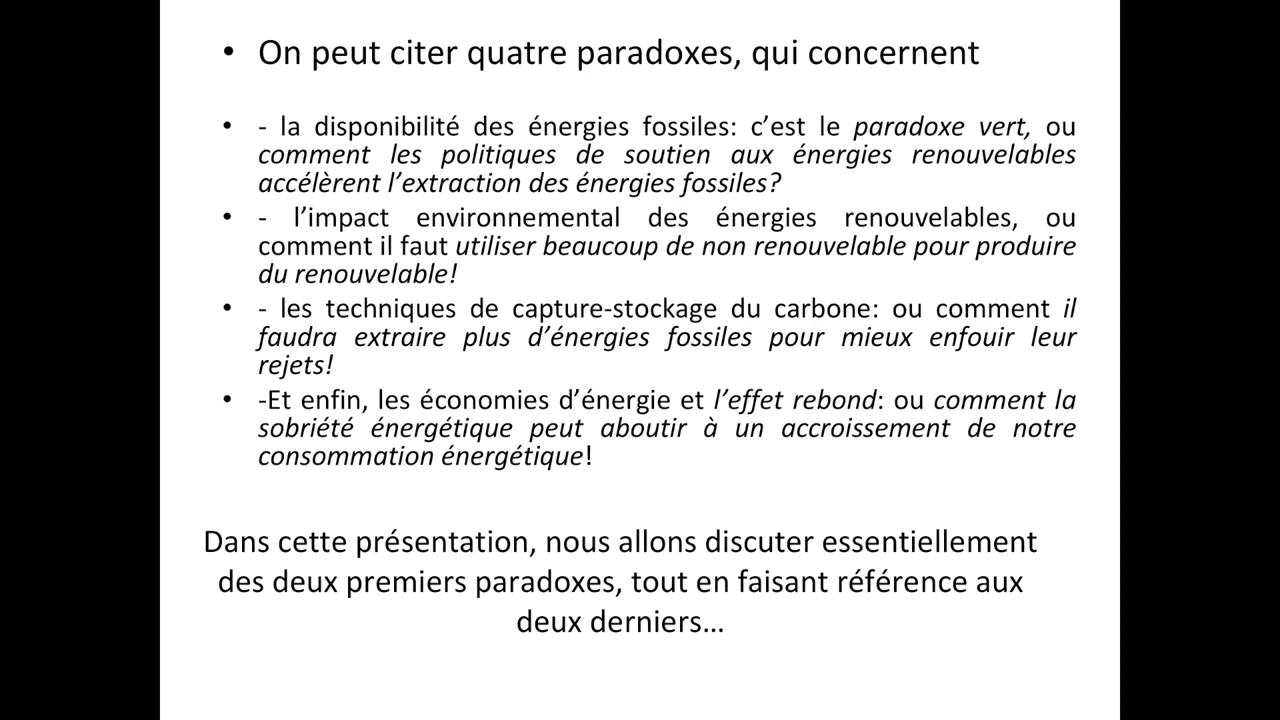 • On peut citer quatre paradoxes, qui concernent
• - la disponibilité des énergies fossiles: c’est le paradoxe vert, ou
comment les politiques de soutien aux énergies renouvelables
accélèrent l’extraction des énergies fossiles?
• - l’impact environnemental des énergies renouvelables, ou
comment il faut utiliser beaucoup de non renouvelable pour produire
du renouvelable!
• - les techniques de capture-stockage du carbone: ou comment il
faudra extraire plus d’énergies fossiles pour mieux enfouir leur
rejets!
• -Et enfin, les économies d’énergie et l’effet rebond: ou comment la
sobriété énergétique peut aboutir à un accroissement de notre
consommation énergétique!
Dans cette présentation, nous allons discuter essentiellement
des deux premiers paradoxes, tout en faisant référence aux
deux derniers…